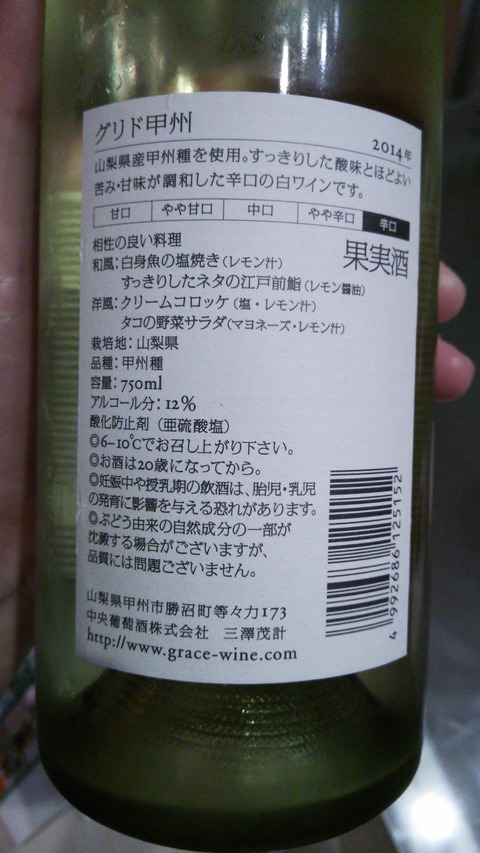 グリド甲州
2014年
山梨県産甲州種を使用。すっきりした酸味とほどよい
苦み・甘味が調和した辛口の白ワインです。
甘口 やや甘口 中口 やや辛口 辛口
相性の良い料理
果実酒
和風：白身魚の塩焼き（レモン汁）
すっきりしたネタの江戸前鮨（レモン醤油）
洋風：クリームコロッケ（塩・レモン汁）
タコの野菜サラダ（マヨネーズ・レモン汁）
栽培地：山梨県
品種：甲州種
容量：750ml
アルコール分：12％
酸化防止剤（亜硫酸塩）
◎6-10℃でお召し上がり下さい。
◎お酒は20歳になってから。
◎妊娠中や授乳期の飲酒は、胎児・乳児
の発育に影響を与える恐れがあります。
◎ぶどう由来の自然成分の一部が
沈澱する場合がございますが、
品質には問題ございません。
山梨県甲州市勝沼町等々力173
中央葡萄酒株式会社 三澤茂計
http://www.grace-wine.com
4 992686 125152